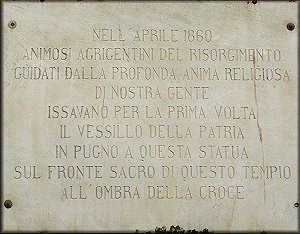 NELL'APRILE 1860
ANIMOSI AGRIGENTINI DEL RISORGIMENTO
GUIDATI DALLA PROFONDA ANIMA RELIGIOSA
DI NOSTRA GENTE
ISSAVANO PER LA PRIMA VOLTA
IL VESSILLO DELLA PATRIA
IN PUGNO A QUESTA STATUA
SUL FRONTE SACRO DI QUESTO TEMPIO
ALL'OMBRA DELLA CROCE